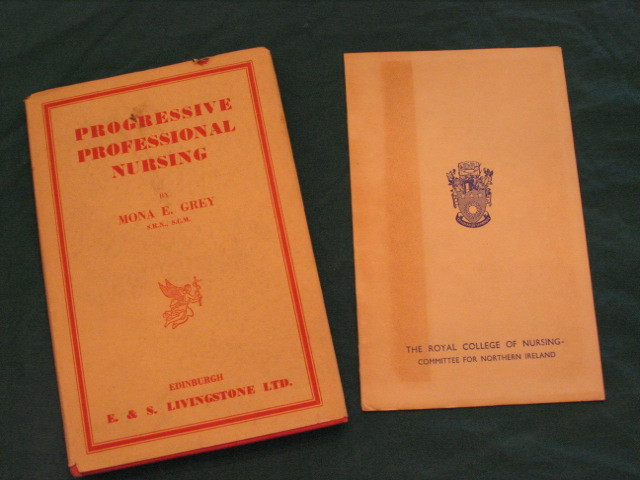 PROGRESSIVE
PROFESSIONAL
NURSING
BY
MONA E. GREY
S.R.N., S.C.M.
EDINBURGH
E. & S. LIVINGSTONE LTD.
THE ROYAL COLLEGE OF NURSING-
COMMITTEE FOR NORTHERN IRELAND